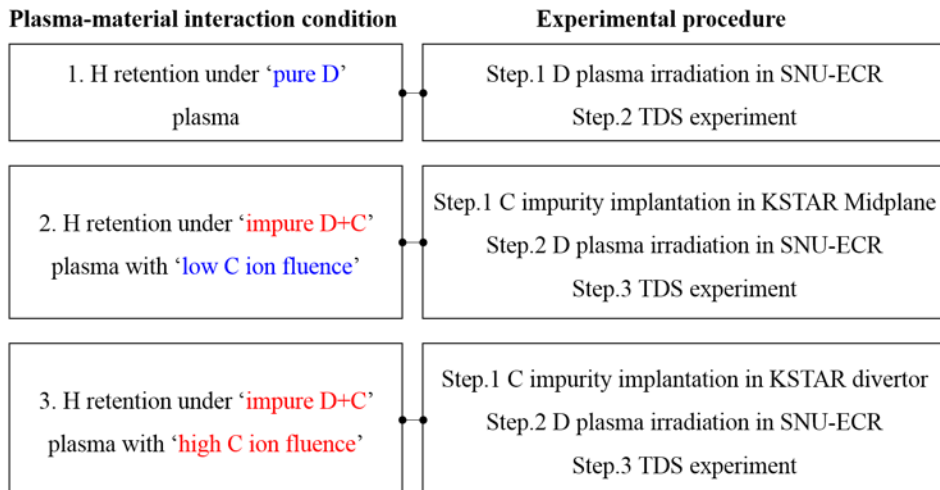 Plasma-material interaction condition
Experimental procedure
1. H retention under ‘pure D’
plasma
Step.1 D plasma irradiation in SNU-ECR
Step.2 TDS experiment
2. H retention under ‘impure D+C’
plasma with ‘low C ion fluence’
Step.1 C impurity implantation in KSTAR Midplane
Step.2 D plasma irradiation in SNU-ECR
Step.3 TDS experiment
3. H retention under ‘impure D+C’
plasma with ‘high C ion fluence’
Step.1 C impurity implantation in KSTAR divertor
Step.2 D plasma irradiation in SNU-ECR
Step.3 TDS experiment